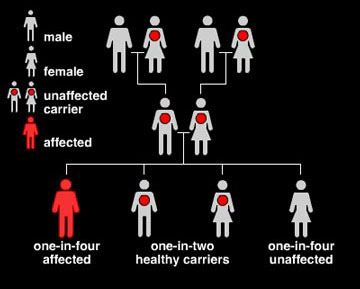 male
female
unaffected
carrier
affected
one-in-four
affected
one-in-two
healthy carriers
one-in-four
unaffected